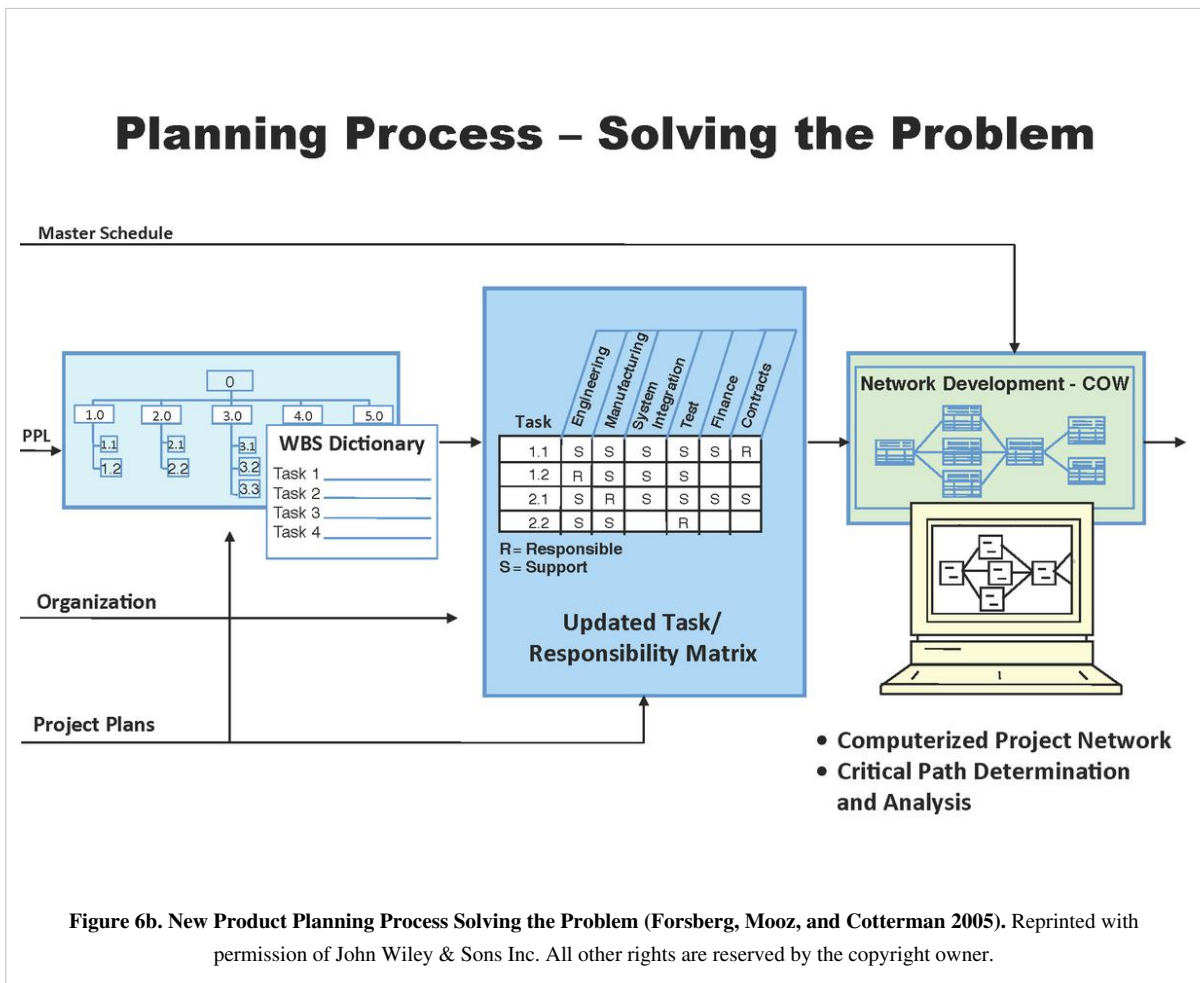 Planning Process – Solving the Problem
Master Schedule
PPL
0
1.0 2.0 3.0 4.0 5.0
1.1 2.1 3.1
1.2 2.2 3.2
3.3
WBS Dictionary
Task 1
Task 2
Task 3
Task 4
Organization
Project Plans
Task Engineering Manufacturing System Integration Test Finance Contracts
1.1 S S S S S R
1.2 R S S S
2.1 S R S S S S
2.2 S S R
R= Responsible
S= Support
Updated Task/
Responsibility Matrix
Network Development - COW
• Computerized Project Network
• Critical Path Determination
and Analysis
Figure 6b. New Product Planning Process Solving the Problem (Forsberg, Mooz, and Cotterman 2005). Reprinted with
permission of John Wiley & Sons Inc. All other rights are reserved by the copyright owner.